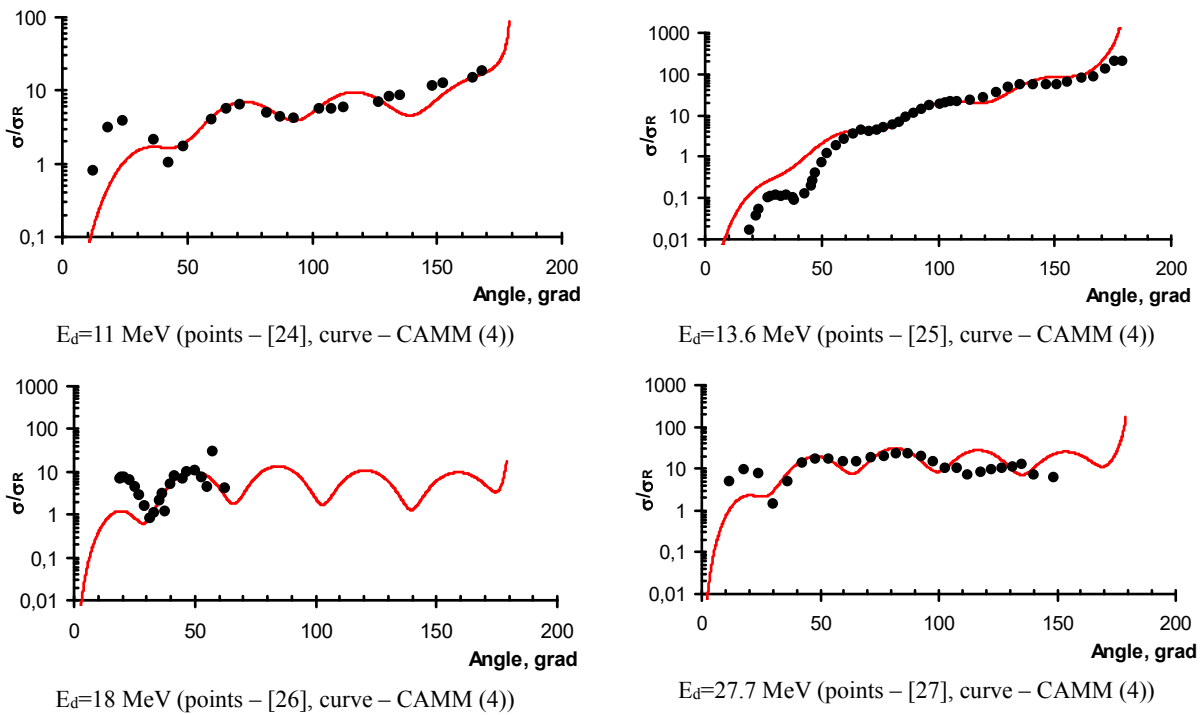 100
10
1
0,1
σ/σR
0 50 100 150 200
Angle, grad
Ed=11 MeV (points – [24], curve – CAMM (4))
1000
100
10
1
0,1
0,01
σ/σR
0 50 100 150 200
Angle, grad
Ed=13.6 MeV (points – [25], curve – CAMM (4))
1000
100
10
1
0,1
0,01
σ/σR
0 50 100 150 200
Angle, grad
Ed=18 MeV (points – [26], curve – CAMM (4))
1000
100
10
1
0,1
0,01
σ/σR
0 50 100 150 200
Angle, grad
Ed=27.7 MeV (points – [27], curve – CAMM (4))